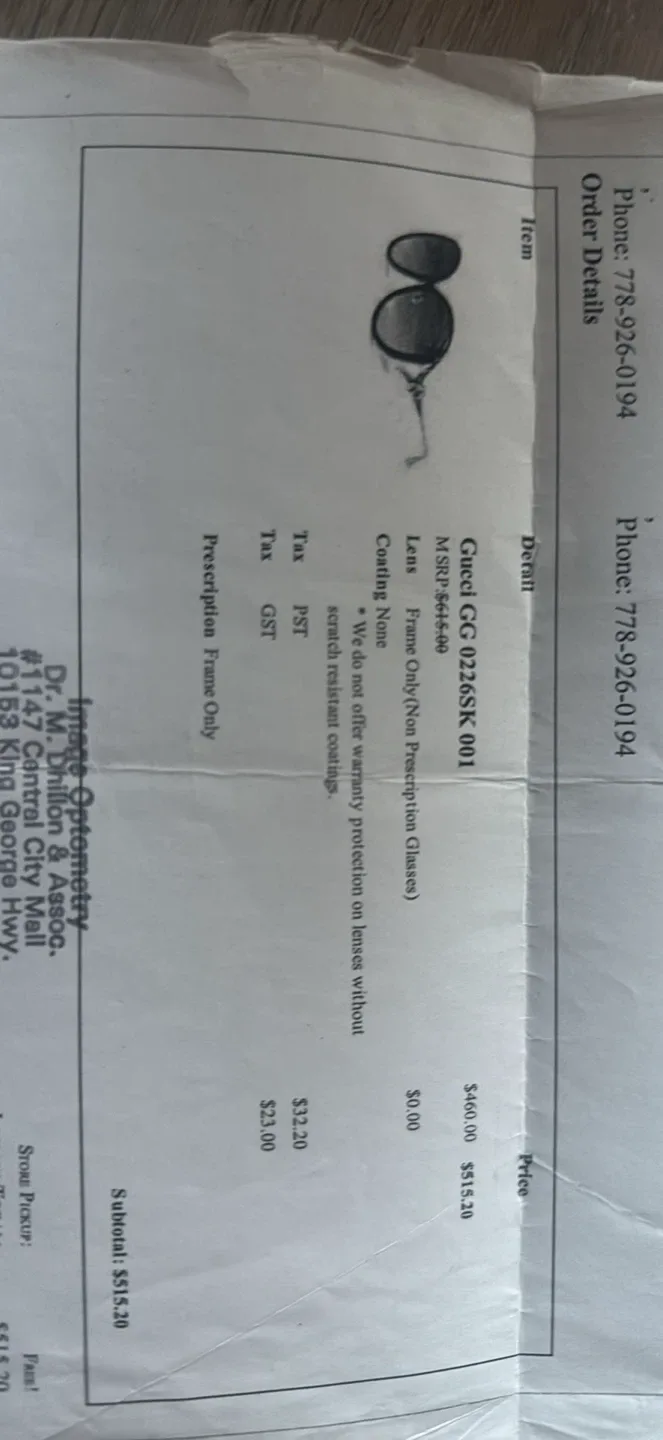 Phone: 778-926-0194 Phone: 778-926-0194
Order Details
Item Detail Price
Gucci GG 0226SK 001 $460.00 $515.20
MSRP:$615.00
Lens Frame Only(Non Prescription Glasses) $0.00
Coating None
* We do not offer warranty protection on lenses without
scratch resistant coatings.
Tax PST $32.20
Tax GST $23.00
Prescription Frame Only
Subtotal: $515.20
Image Optometry
Dr. M. Dhillon & Assoc.
#1147 Central City Mall
10153 King George Hwy.
STORE PICKUP: